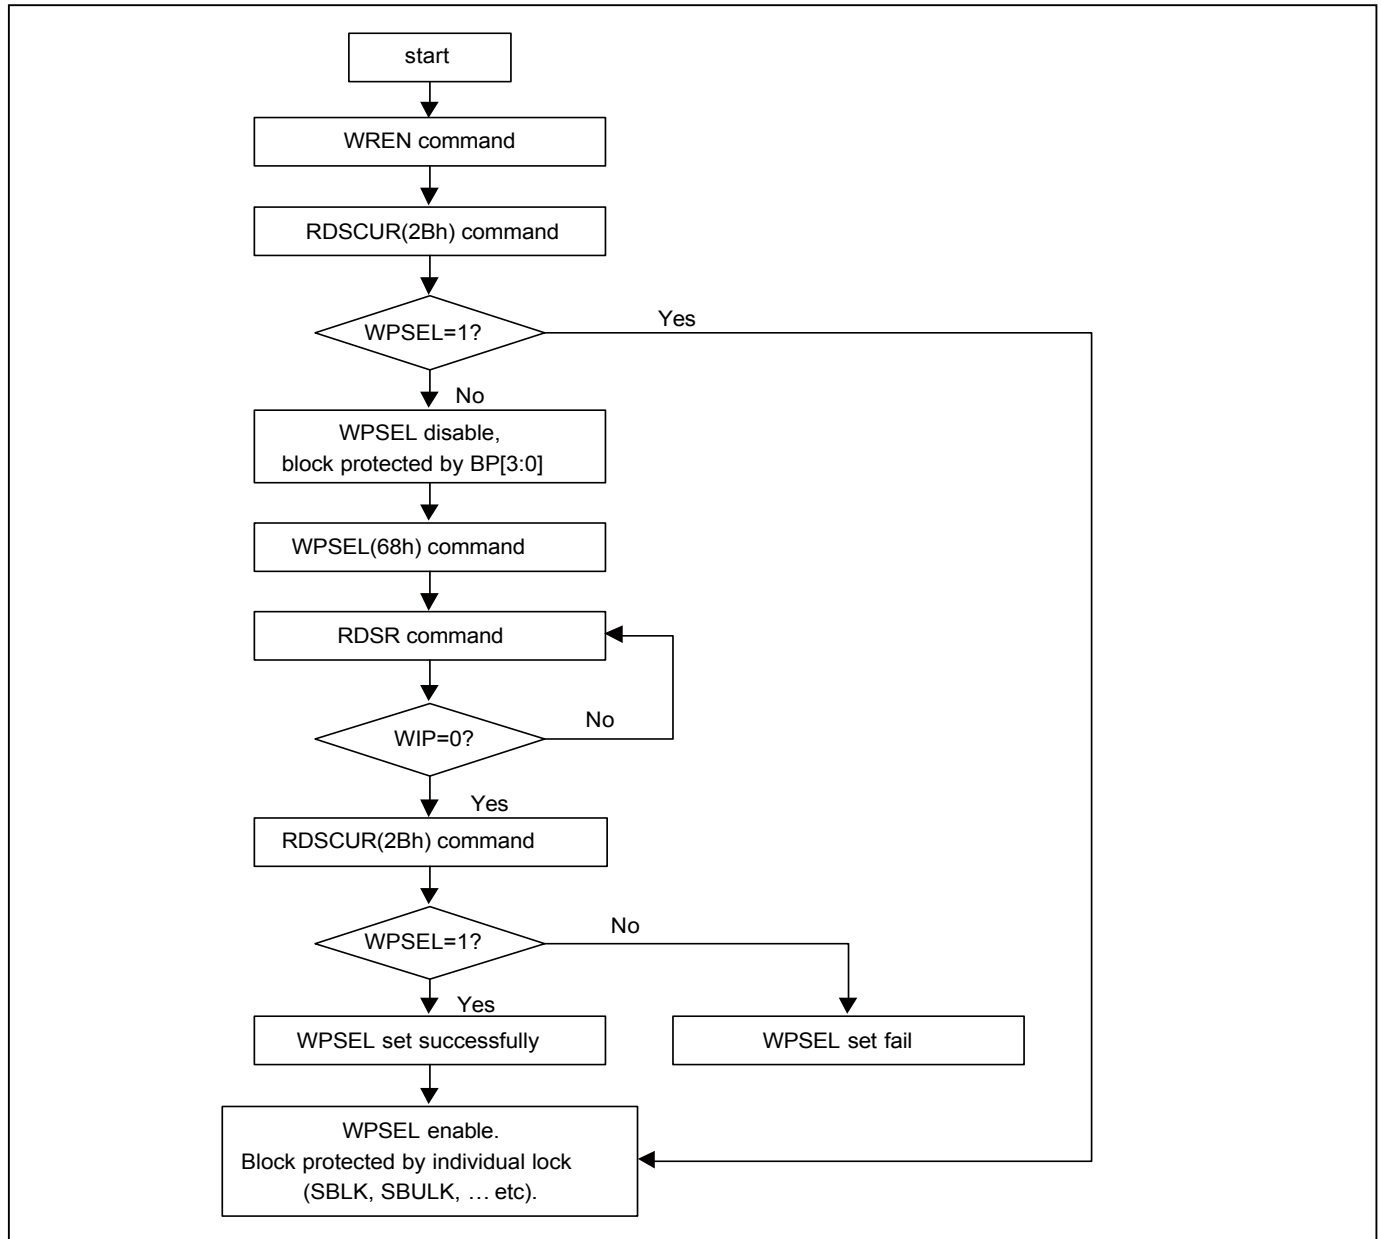 start
WREN command
RDSCUR(2Bh) command
WPSEL=1?
Yes
No
WPSEL disable,
block protected by BP[3:0]
WPSEL(68h) command
RDSR command
WIP=0?
No
Yes
RDSCUR(2Bh) command
WPSEL=1?
No
Yes
WPSEL set successfully
WPSEL set fail
WPSEL enable.
Block protected by individual lock
(SBLK, SBULK, … etc).